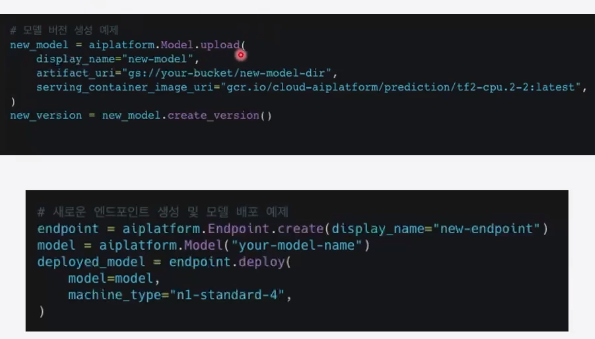 # 모델 버전 생성 예제
new_model = aiplatform.Model.upload(
    display_name="new-model",
    artifact_uri="gs://your-bucket/new-model-dir",
    serving_container_image_uri="gcr.io/cloud-aiplatform/prediction/tf2-cpu.2-2:latest",
)
new_version = new_model.create_version()
# 새로운 엔드포인트 생성 및 모델 배포 예제
endpoint = aiplatform.Endpoint.create(display_name="new-endpoint")
model = aiplatform.Model("your-model-name")
deployed_model = endpoint.deploy(
    model=model,
    machine_type="n1-standard-4",
)